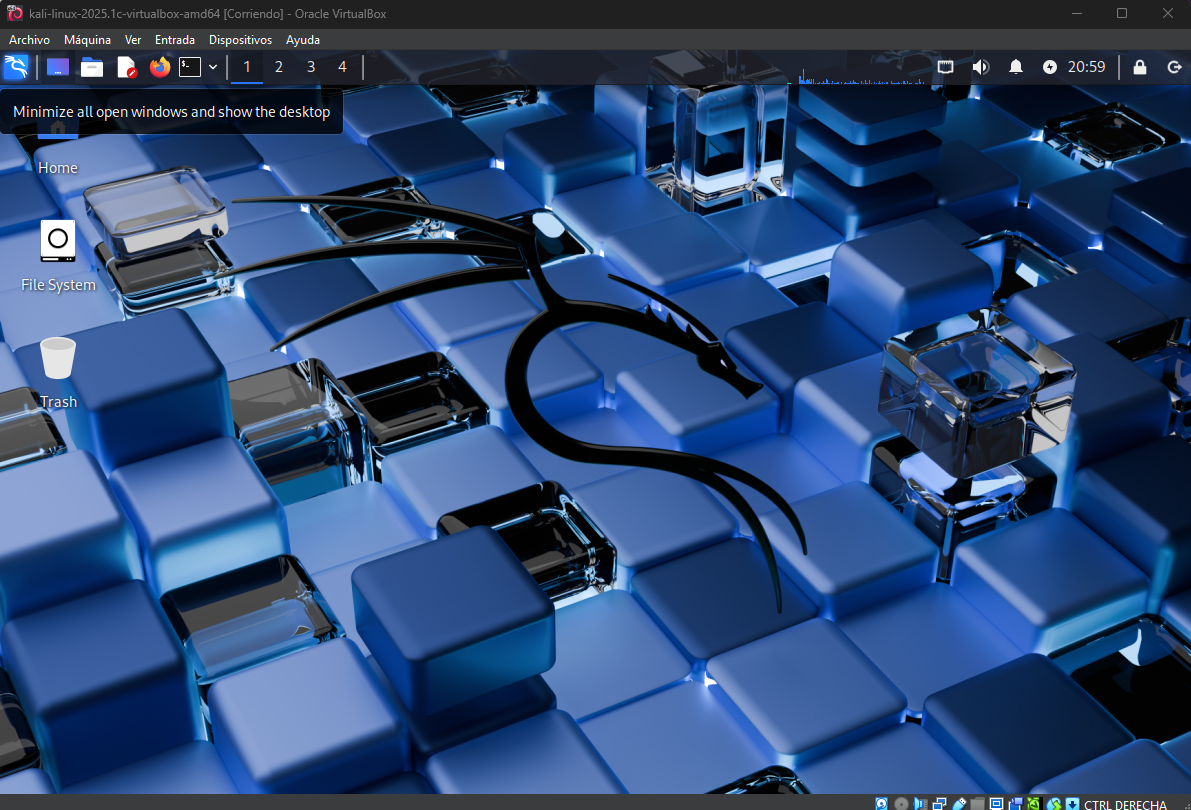 kali-linux-2025.1c-virtualbox-amd64 [Corriendo] - Oracle VirtualBox
Archivo Máquina Ver Entrada Dispositivos Ayuda
1 2 3 4 20:59
Minimize all open windows and show the desktop
Home
File System
Trash
CTRL DERECHA